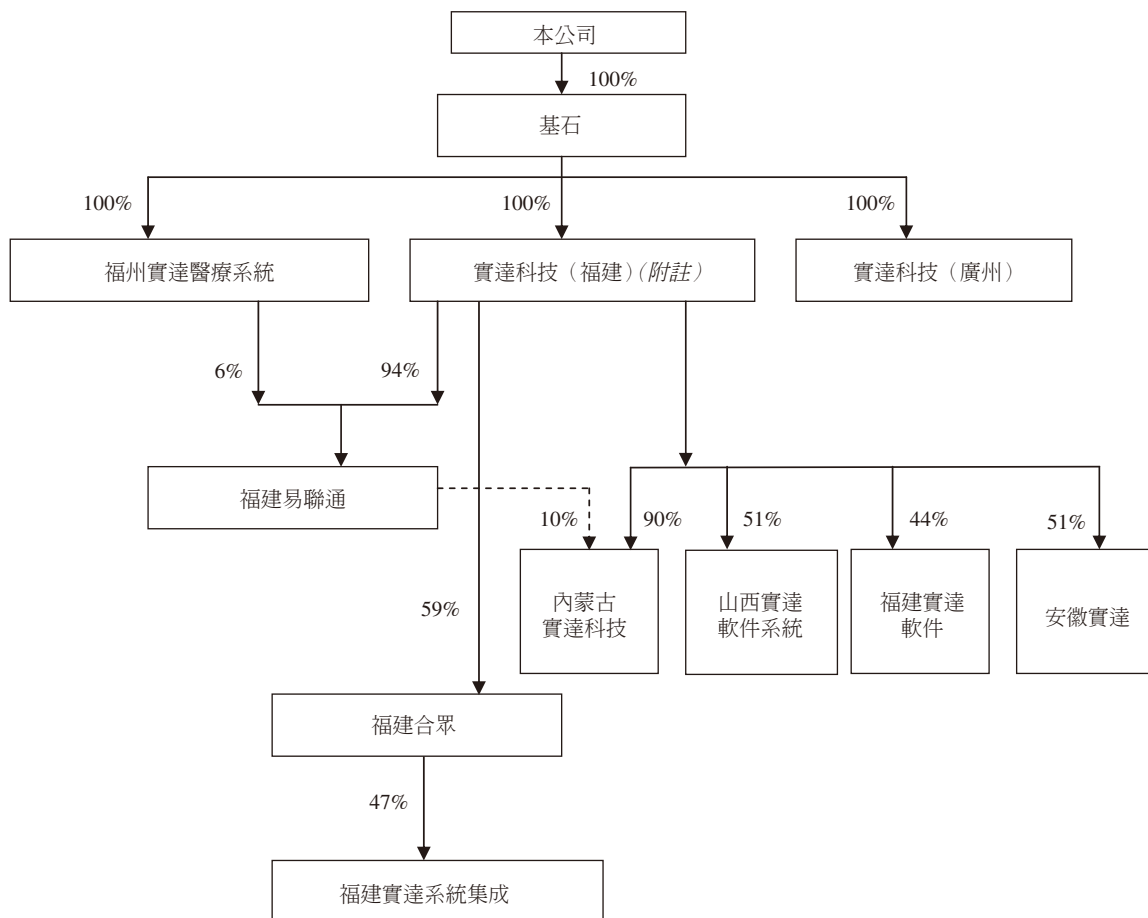 本公司
100%
基石
100%
100%
100%
福州實達醫療系統
實達科技（福建）(附註)
實達科技（廣州）
6%
94%
福建易聯通
10%
90%
51%
44%
51%
內蒙古
實達科技
山西實達
軟件系統
福建實達
軟件
安徽實達
59%
福建合眾
47%
福建實達系統集成